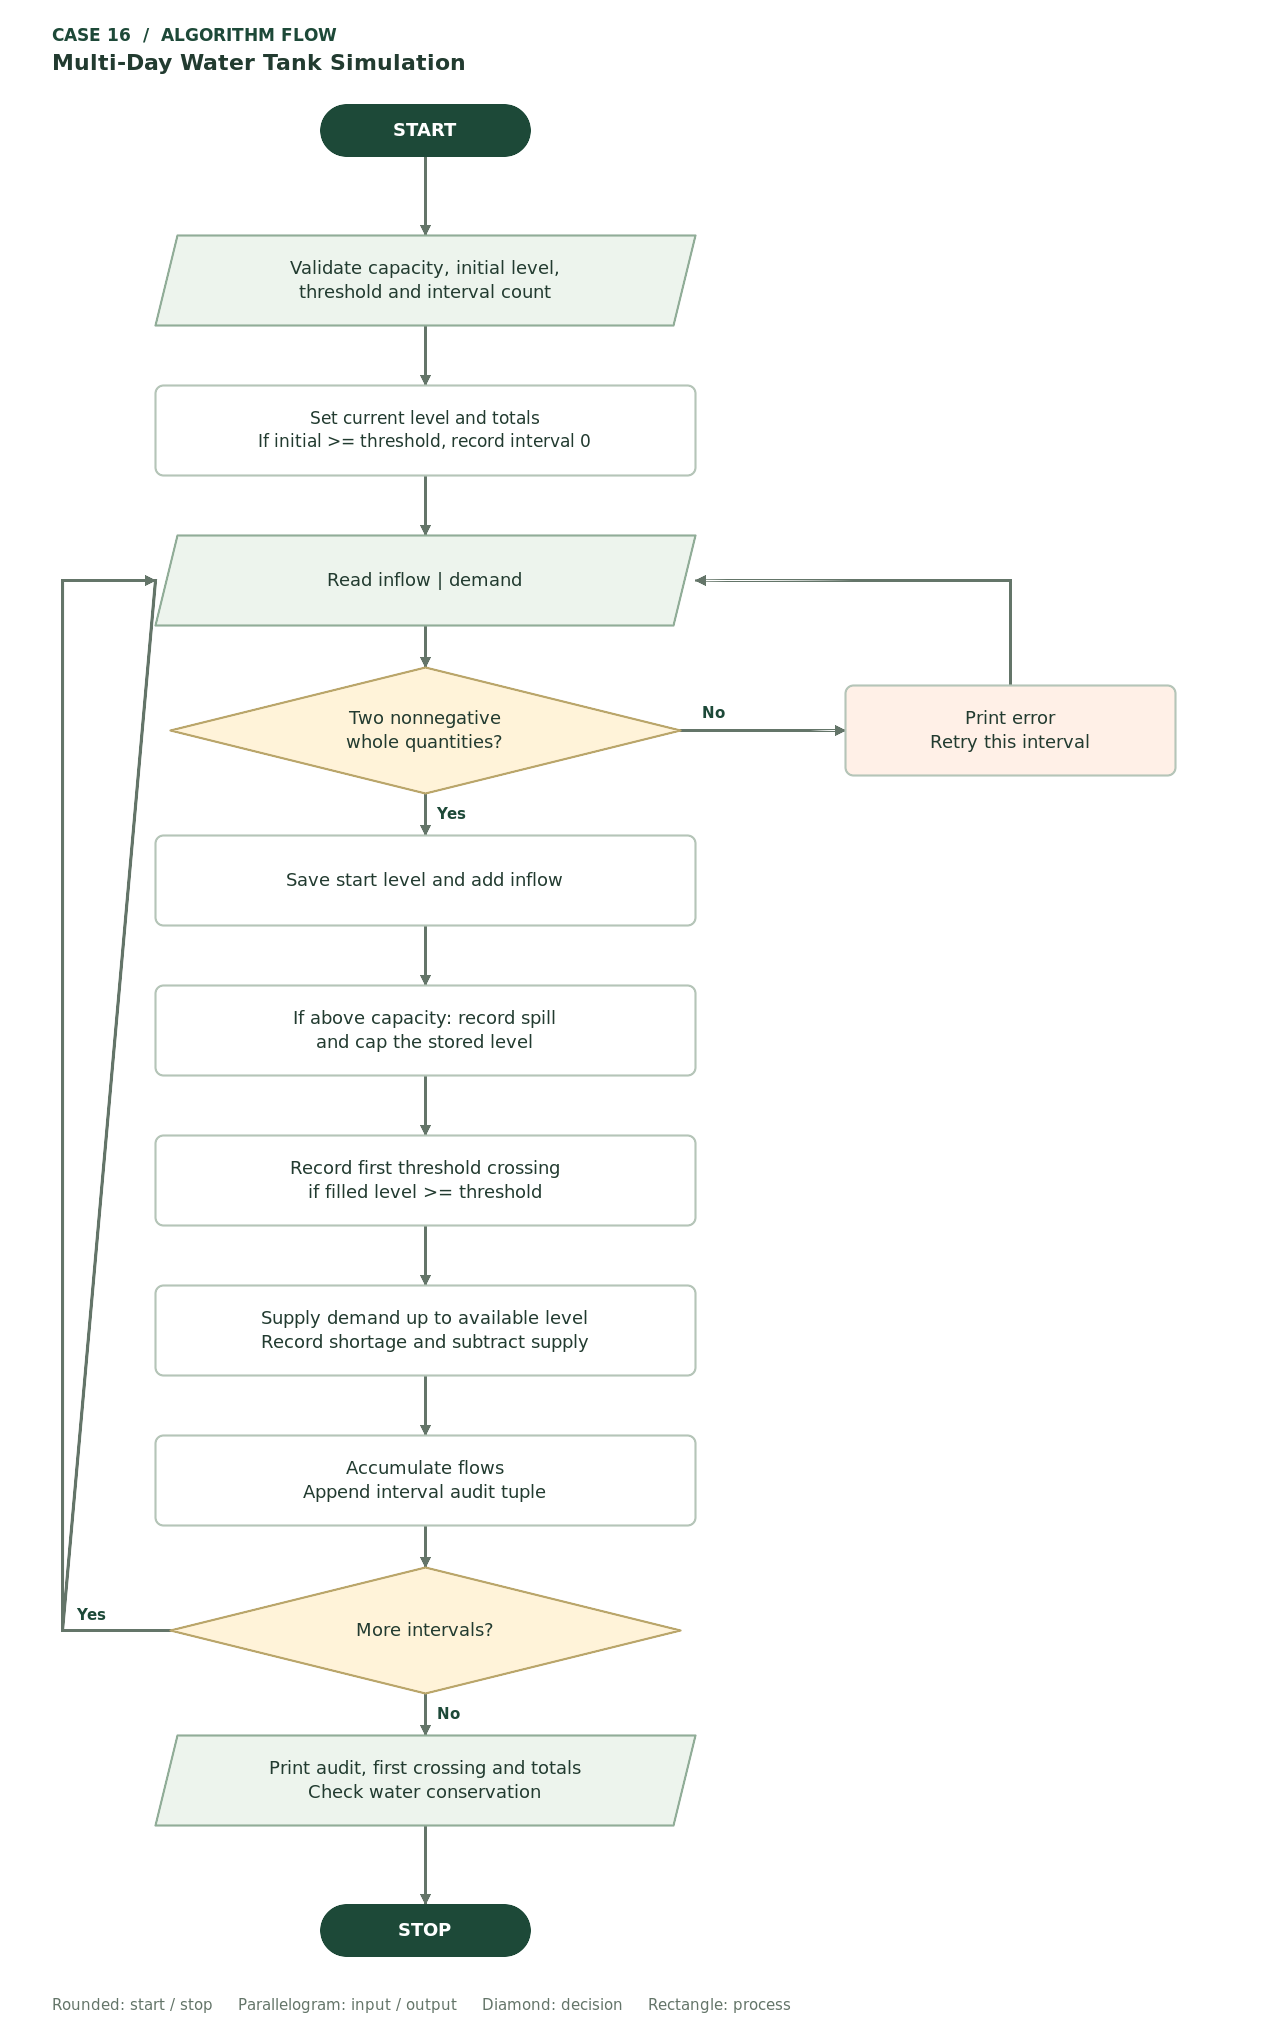 CASE 16 / ALGORITHM FLOW
Multi-Day Water Tank Simulation
START
Validate capacity, initial level,
threshold and interval count
Set current level and totals
If initial >= threshold, record interval 0
Read inflow | demand
Two nonnegative
whole quantities?
No
Print error
Retry this interval
Yes
Save start level and add inflow
If above capacity: record spill
and cap the stored level
Record first threshold crossing
if filled level >= threshold
Supply demand up to available level
Record shortage and subtract supply
Accumulate flows
Append interval audit tuple
Yes
More intervals?
No
Print audit, first crossing and totals
Check water conservation
STOP
Rounded: start / stop Parallelogram: input / output Diamond: decision Rectangle: process